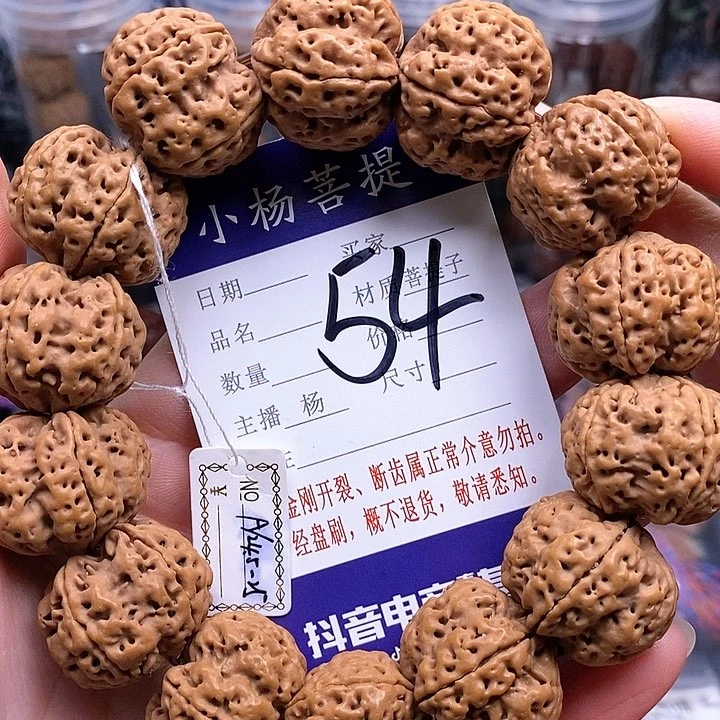 小杨菩提
买家
日期
材质菩提子
54
品名
价格
数量
尺寸
主播 杨
金刚开裂、断齿属正常介意勿拍。
经盘刷，概不退货，敬请悉知。
NO
抖音电商